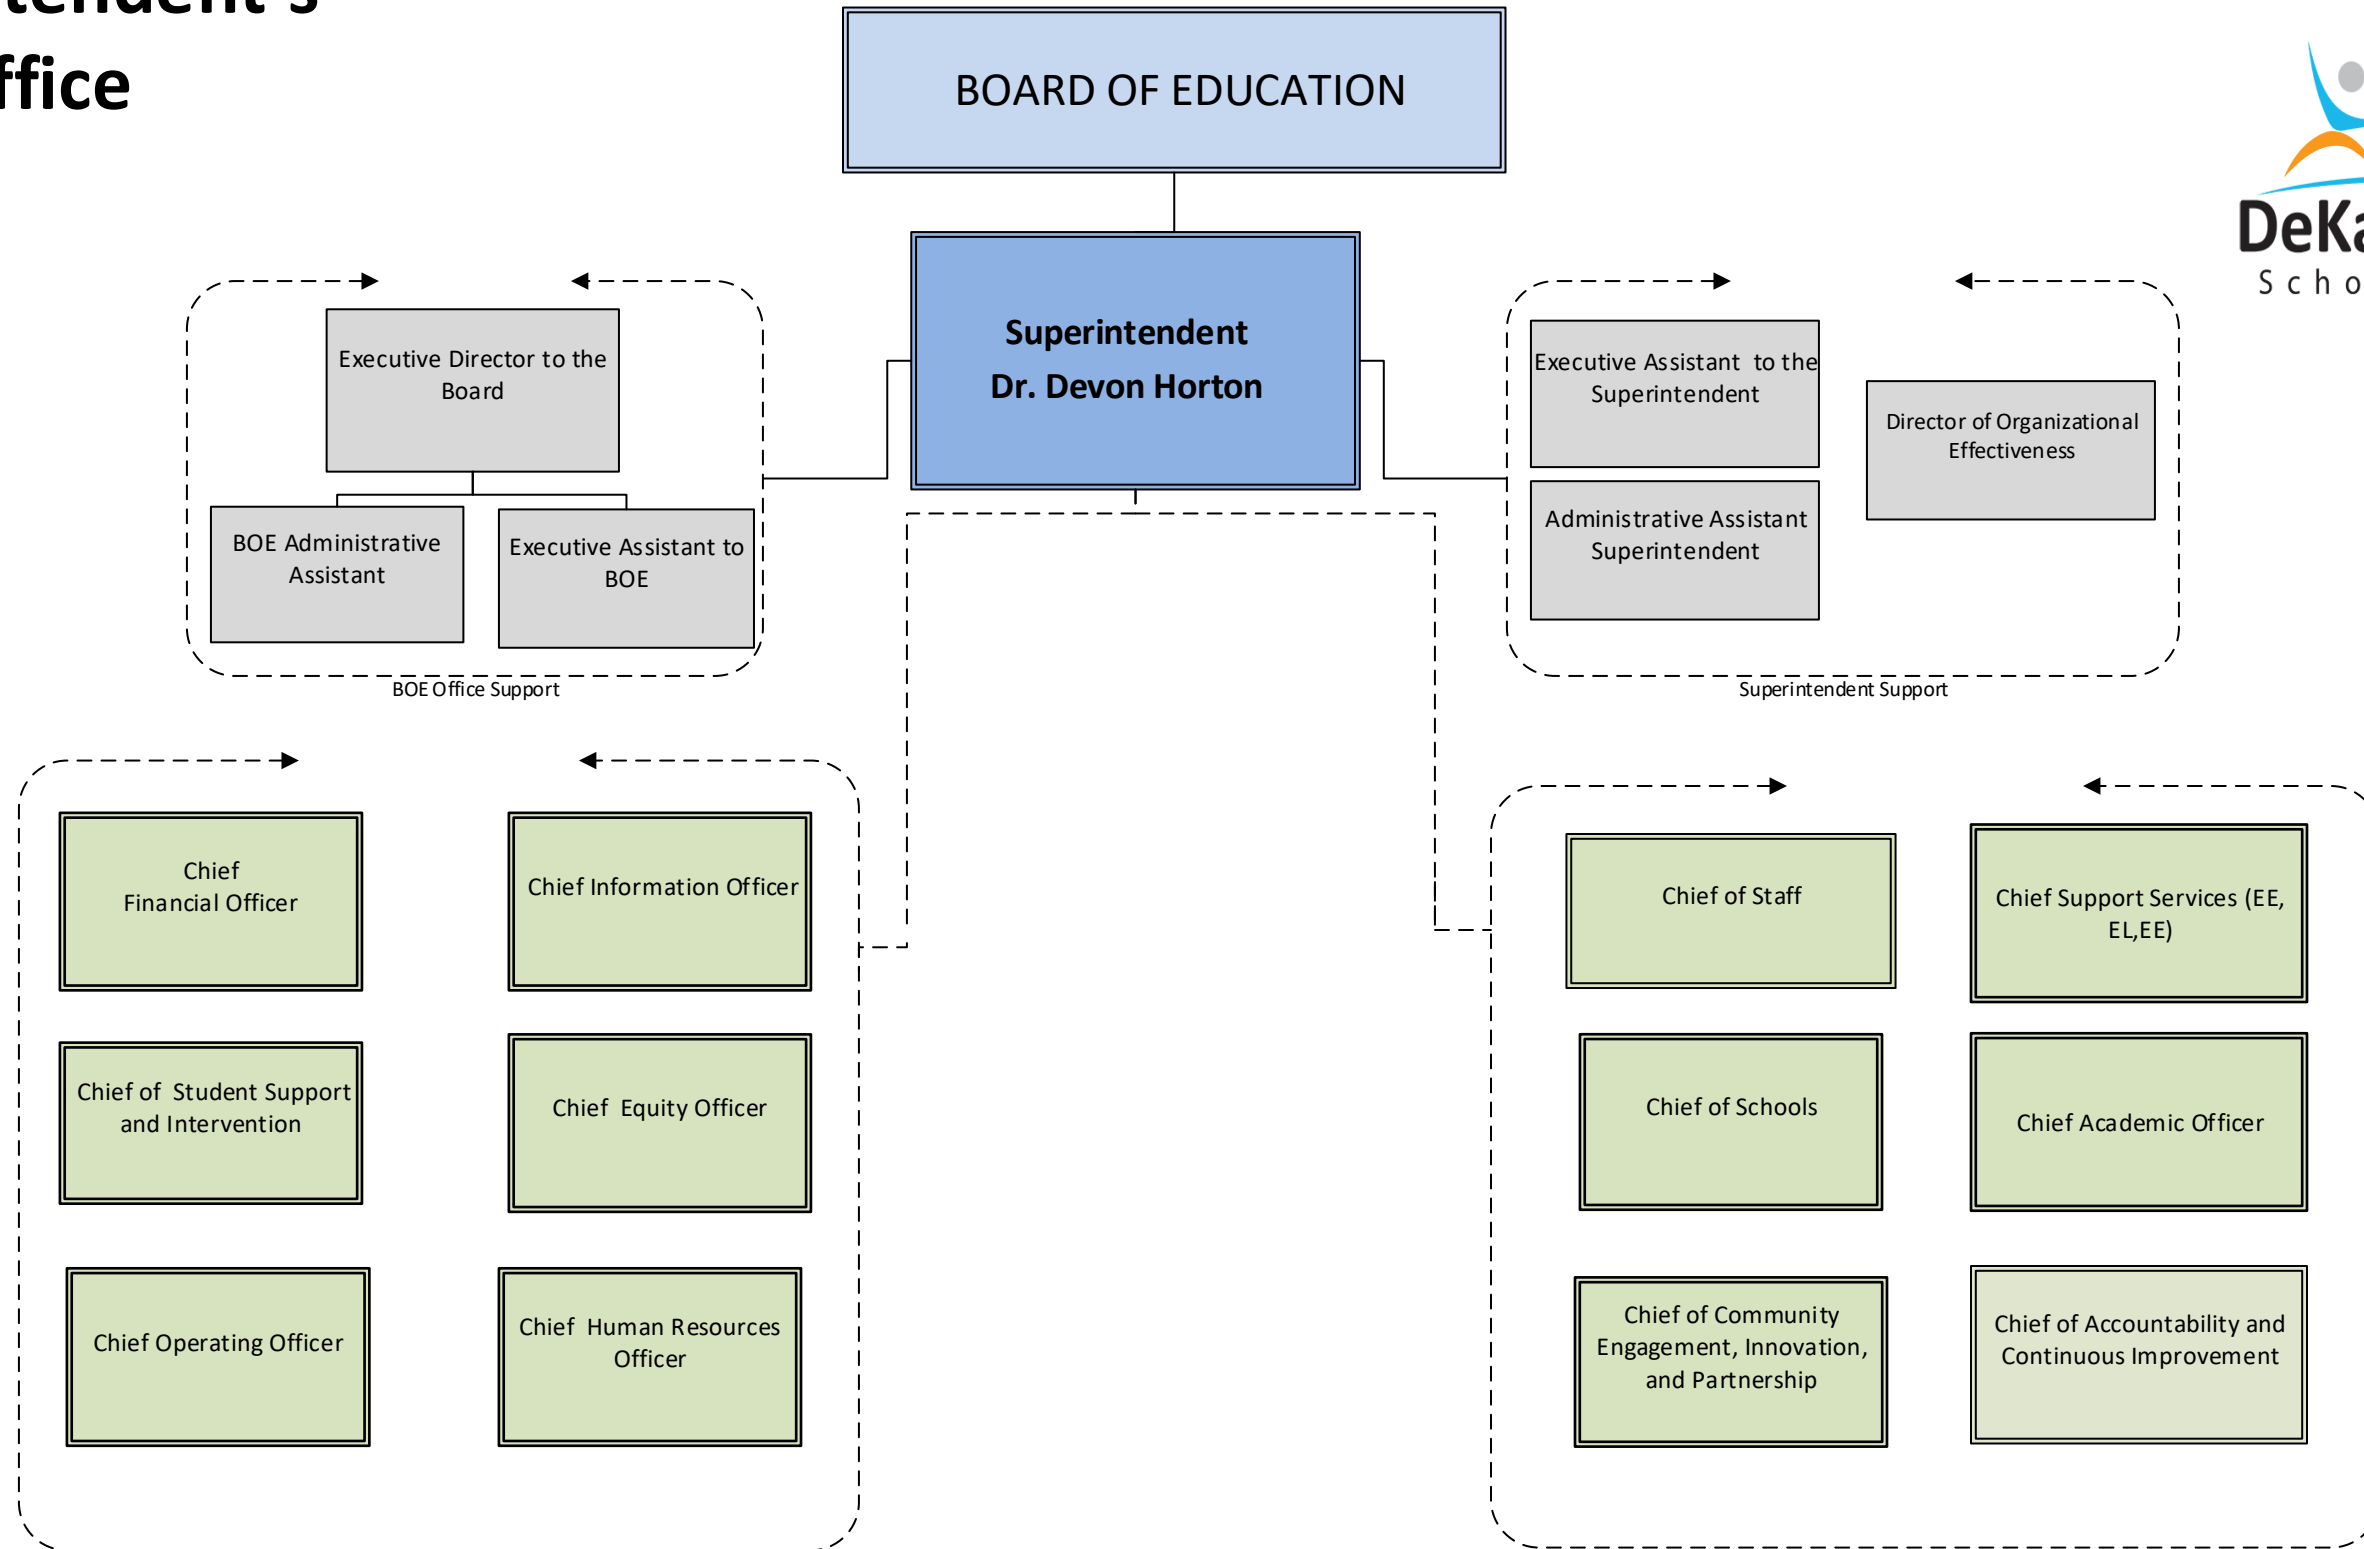 tendent's
ffice
BOARD OF EDUCATION
DeKa
Scho
Superintendent
Dr. Devon Horton
Executive Director to the
Board
BOE Administrative
Assistant
Executive Assistant to
BOE
BOE Office Support
Executive Assistant to the
Superintendent
Director of Organizational
Effectiveness
Administrative Assistant
Superintendent
Superintendent Support
Chief
Financial Officer
Chief Information Officer
Chief of Student Support
and Intervention
Chief Equity Officer
Chief Operating Officer
Chief Human Resources
Officer
Chief of Staff
Chief Support Services (EE,
EL,EE)
Chief of Schools
Chief Academic Officer
Chief of Community
Engagement, Innovation,
and Partnership
Chief of Accountability and
Continuous Improvement